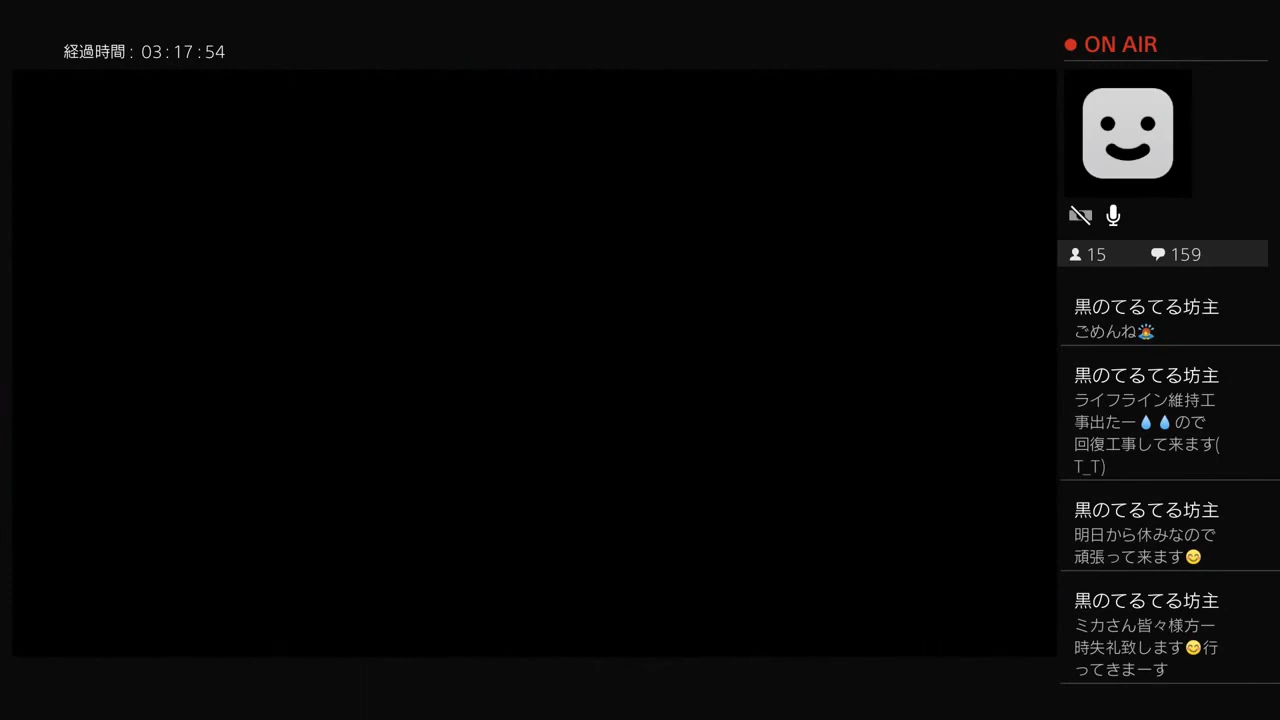 経過時間 : 03 : 17 : 54
ON AIR
15 159
黒のてるてる坊主
ごめんね
黒のてるてる坊主
ライフライン維持工
事出たー💧💧ので
回復工事して来ます(
T_T)
黒のてるてる坊主
明日から休みなので
頑張って来ます😊
黒のてるてる坊主
ミカさん皆々様方一
時失礼致します😊行
ってきまーす